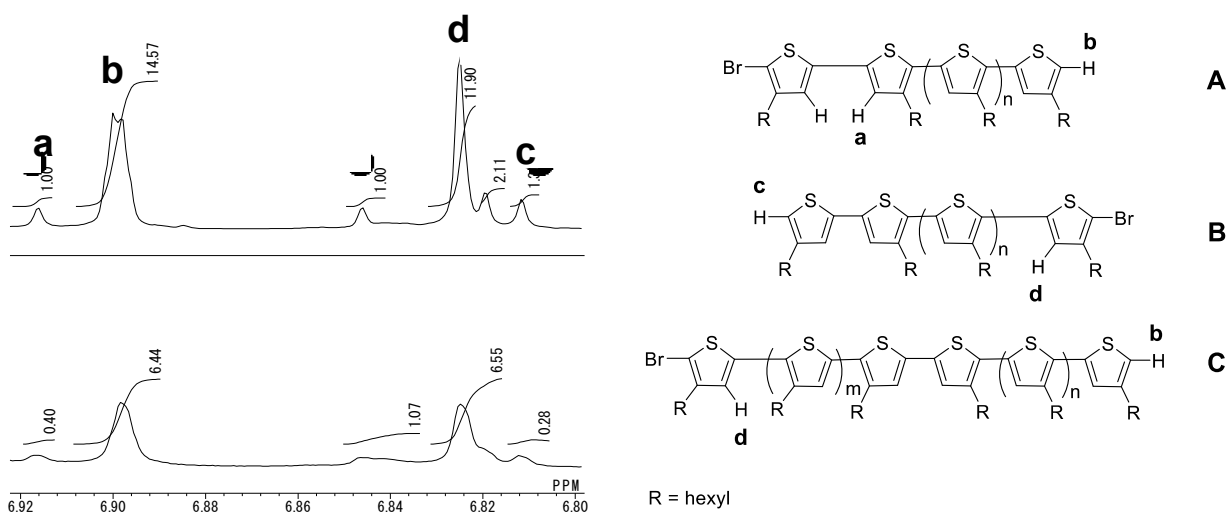 a
b
d
c
1.00
14.57
1.00
11.90
2.11
0.40
6.44
1.07
6.55
0.28
PPM
6.92
6.90
6.88
6.86
6.84
6.82
6.80
b
Br S S S S H
A
R H H R R n R
a
c
H S S S S Br
B
R R R n H R
d
b
Br S S S S S S H
C
R H R m R R R n R
d
R = hexyl